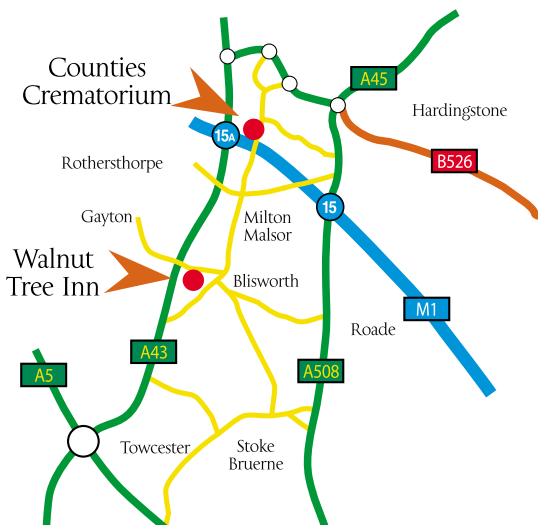 Counties
Crematorium
A45
Hardingstone
15A
Rothersthorpe
B526
Gayton
Milton
Malsor
15
Walnut
Tree Inn
Blisworth
M1
Roade
A43
A5
A508
Towcester
Stoke
Bruerne